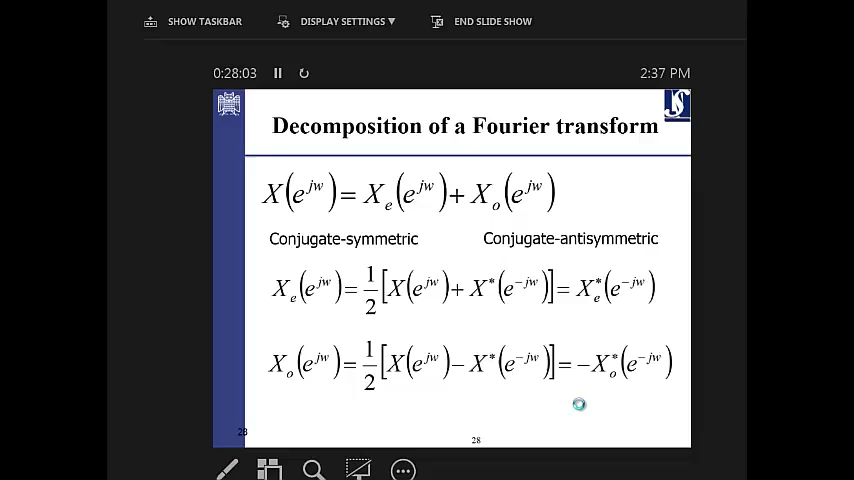 SHOW TASKBAR DISPLAY SETTINGS ▼ END SLIDE SHOW
0:28:03 2:37 PM
Decomposition of a Fourier transform
X(e^{jw}) = X_e(e^{jw}) + X_o(e^{jw})
Conjugate-symmetric Conjugate-antisymmetric
X_e(e^{jw}) = 1/2 [X(e^{jw}) + X*(e^{-jw})] = X_e*(e^{-jw})
X_o(e^{jw}) = 1/2 [X(e^{jw}) − X*(e^{-jw})] = −X_o*(e^{-jw})
28
28